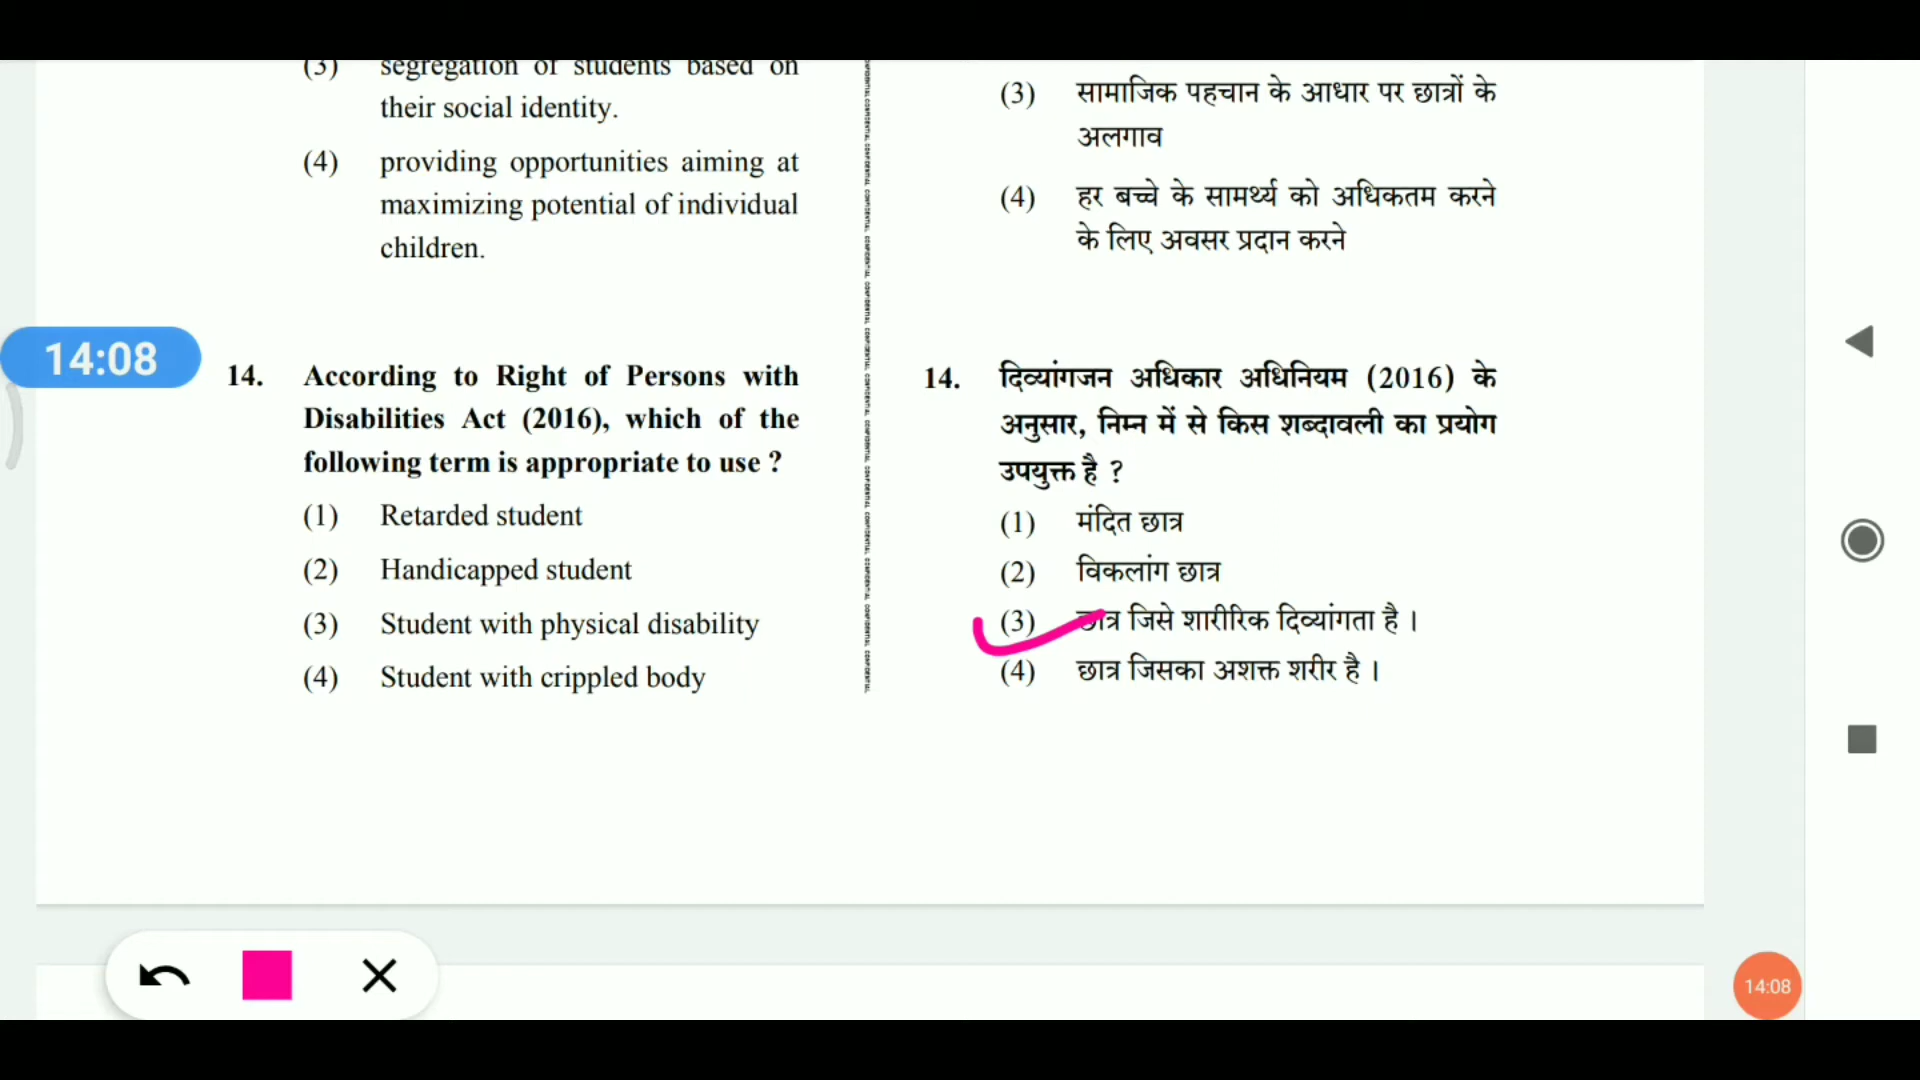 (3) segregation of students based on
their social identity.
(4) providing opportunities aiming at
maximizing potential of individual
children.
14. According to Right of Persons with
Disabilities Act (2016), which of the
following term is appropriate to use ?
(1) Retarded student
(2) Handicapped student
(3) Student with physical disability
(4) Student with crippled body
(3) सामाजिक पहचान के आधार पर छात्रों के
अलगाव
(4) हर बच्चे के सामर्थ्य को अधिकतम करने
के लिए अवसर प्रदान करने
14. दिव्यांगजन अधिकार अधिनियम (2016) के
अनुसार, निम्न में से किस शब्दावली का प्रयोग
उपयुक्त है ?
(1) मंदित छात्र
(2) विकलांग छात्र
(3) छात्र जिसे शारीरिक दिव्यांगता है ।
(4) छात्र जिसका अशक्त शरीर है ।
14:08
14:08